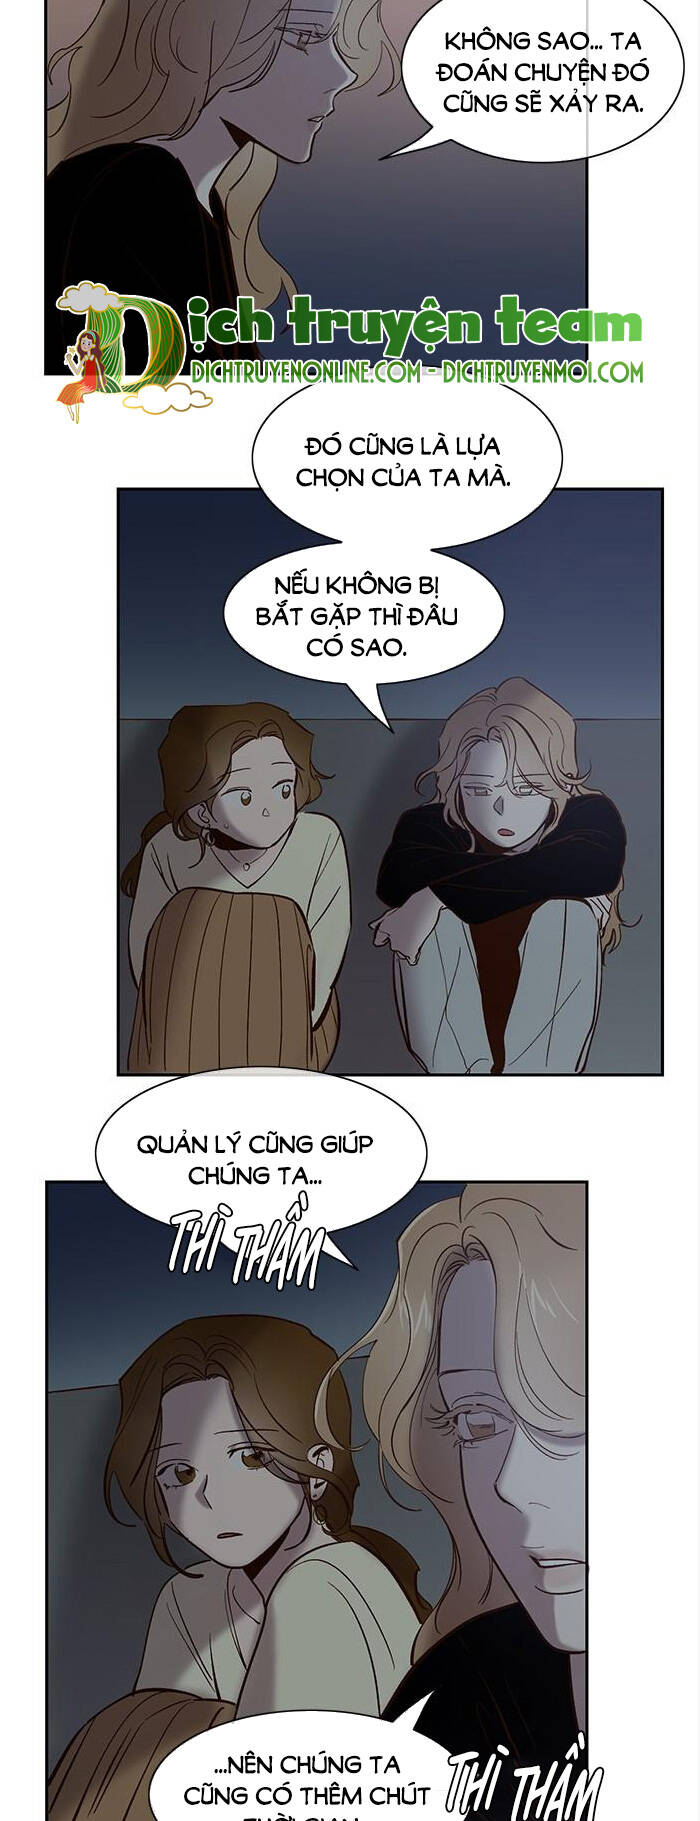 KHÔNG SAO... TA
ĐOÁN CHUYỆN ĐÓ
CŨNG SẼ XẢY RA.
Dịch truyện team
DICHTRUYENONLINE.COM - DICHTRUYENMOI.COM
ĐÓ CŨNG LÀ LỰA
CHỌN CỦA TA MÀ.
NẾU KHÔNG BỊ
BẮT GẶP THÌ ĐÂU
CÓ SAO.
QUẢN LÝ CŨNG GIÚP
CHÚNG TA...
THÌ THẦM
...NÊN CHÚNG TA
CŨNG CÓ THÊM CHÚT
THÌ THẦM